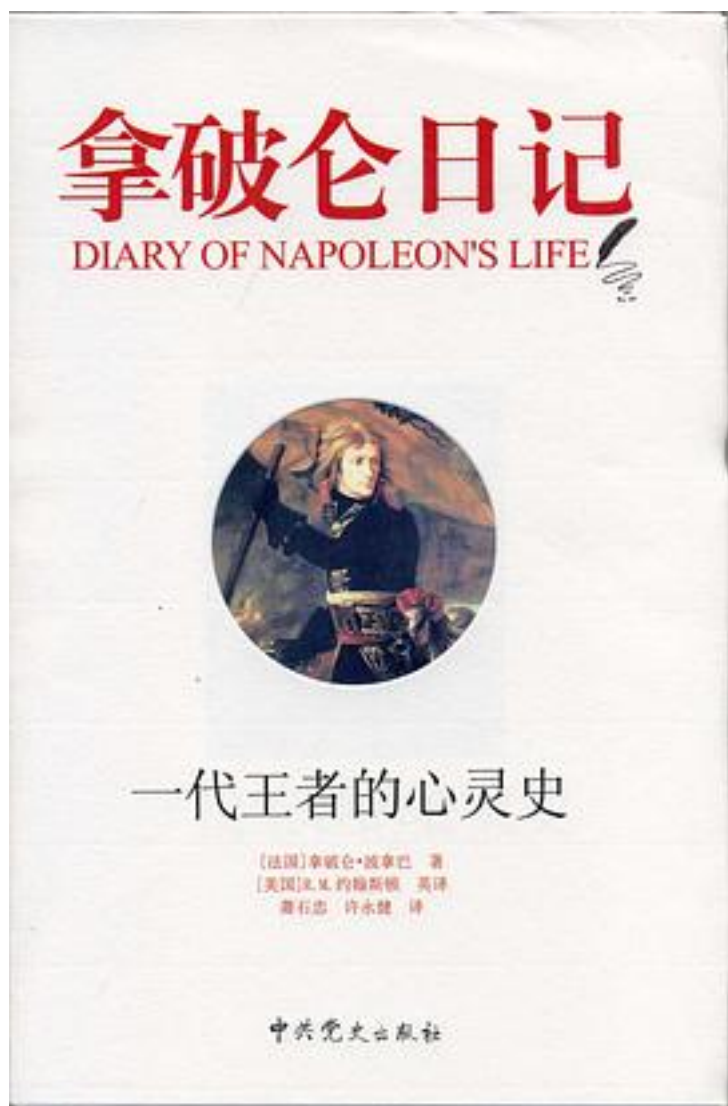 拿破仑日记
DIARY OF NAPOLEON'S LIFE
一代王者的心灵史
[法国]拿破仑·波拿巴 著
[美国]R.M.约翰斯顿 英译
萧石忠 许永健 译
中共党史出版社